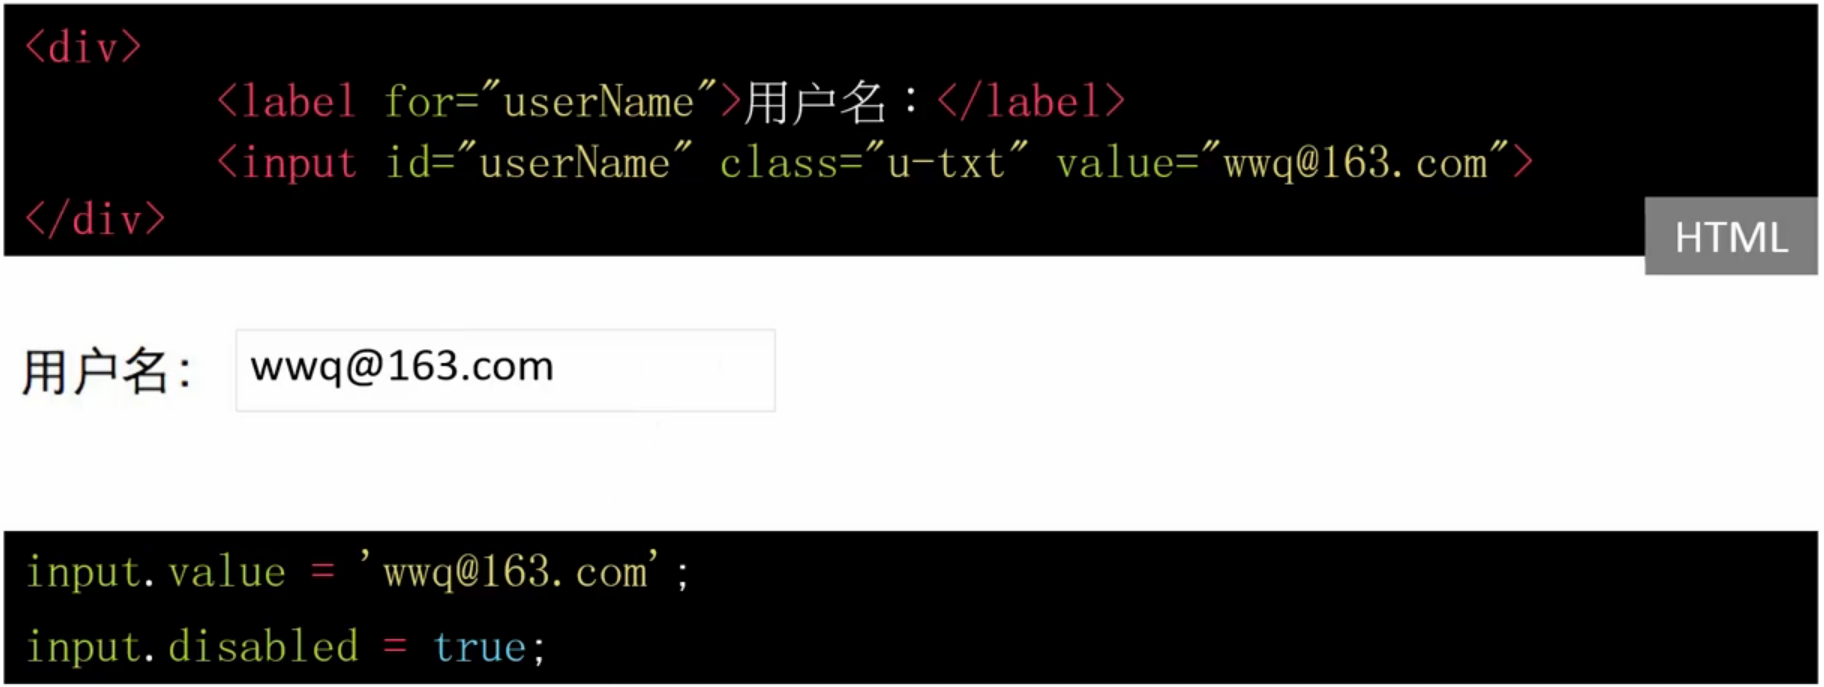 <div>
<label for="userName">用户名：</label>
<input id="userName" class="u-txt" value="wwq@163.com">
</div>
HTML
用户名： wwq@163.com
input.value = 'wwq@163.com';
input.disabled = true;